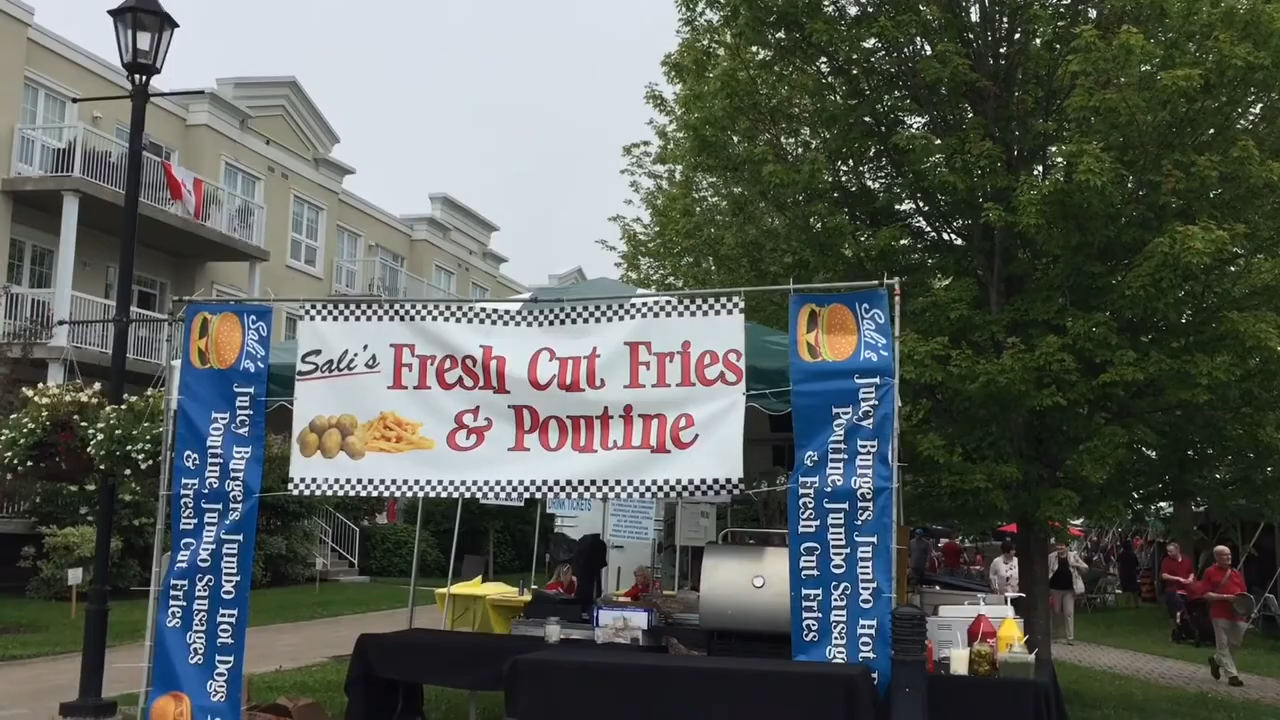 Sali's
Juicy Burgers, Jumbo Hot Dogs
Poutine, Jumbo Sausages
& Fresh Cut Fries
Sali's Fresh Cut Fries
& Poutine
DRINK TICKETS
Sali's
Juicy Burgers, Jumbo Hot
Poutine, Jumbo Sausag
& Fresh Cut Fries